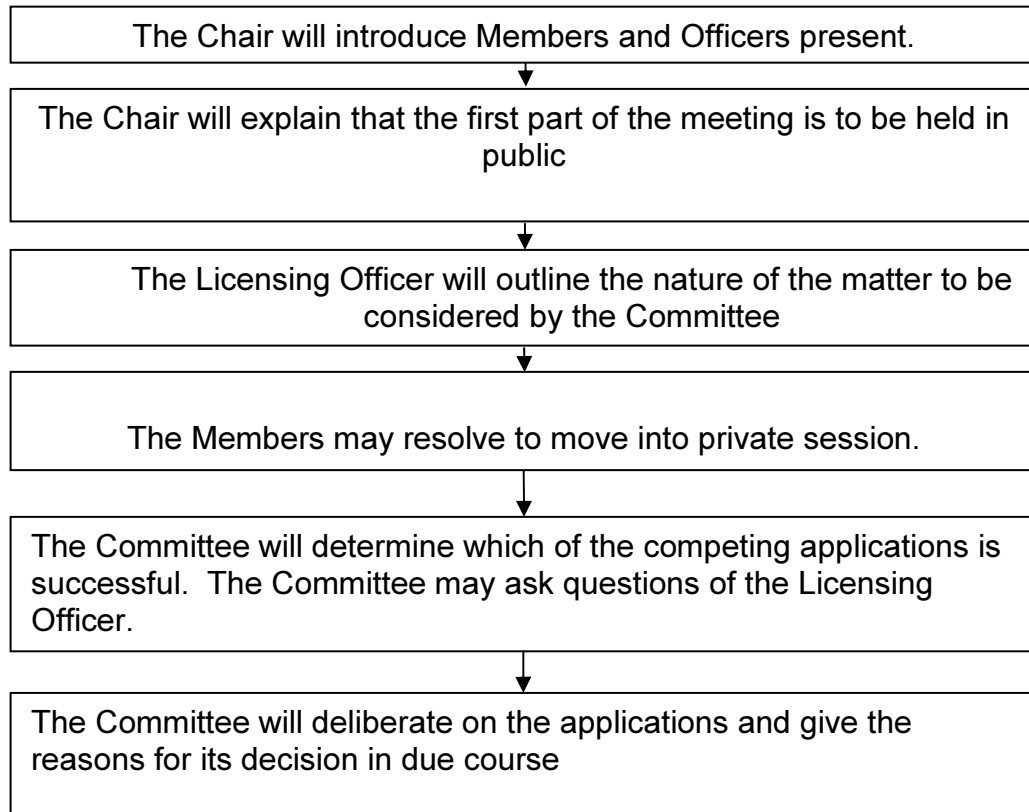 The Chair will introduce Members and Officers present.
The Chair will explain that the first part of the meeting is to be held in
public
The Licensing Officer will outline the nature of the matter to be
considered by the Committee
The Members may resolve to move into private session.
The Committee will determine which of the competing applications is
successful.  The Committee may ask questions of the Licensing
Officer.
The Committee will deliberate on the applications and give the
reasons for its decision in due course